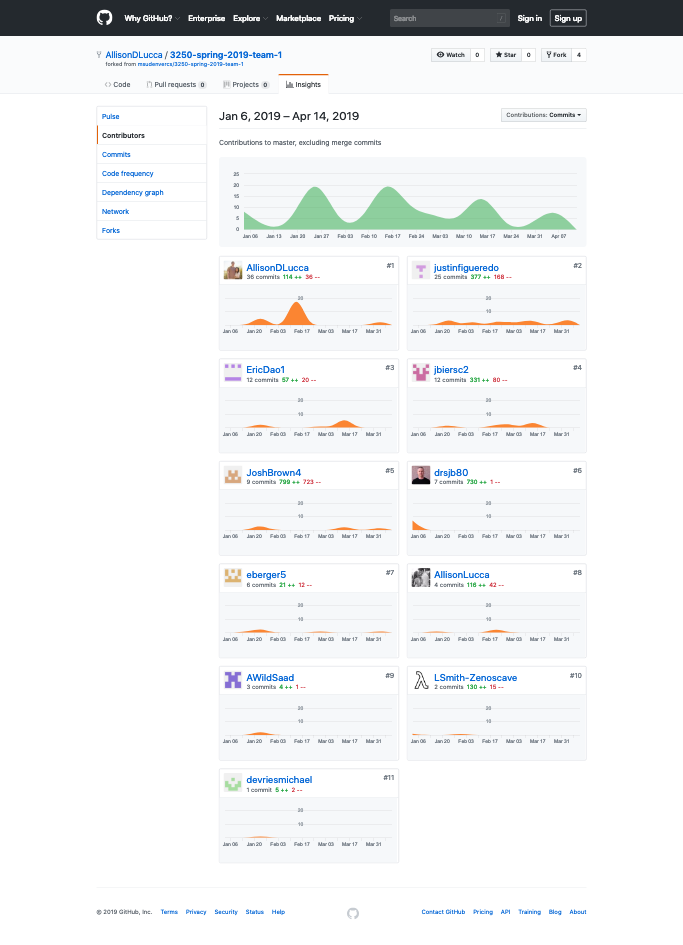 Why GitHub? Enterprise Explore Marketplace Pricing Search / Sign in Sign up
AllisonDLucca / 3250-spring-2019-team-1 Watch 0 Star 0 Fork 4
forked from msudenvercs/3250-spring-2019-team-1
Code Pull requests 0 Projects 0 Insights
Pulse
Contributors
Commits
Code frequency
Dependency graph
Network
Forks
Jan 6, 2019 – Apr 14, 2019 Contributions: Commits
Contributions to master, excluding merge commits
25
20
15
10
5
0
Jan 06 Jan 13 Jan 20 Jan 27 Feb 03 Feb 10 Feb 17 Feb 24 Mar 03 Mar 10 Mar 17 Mar 24 Mar 31 Apr 07
AllisonDLucca #1
36 commits 114 ++ 36 --
20
Jan 06 Jan 20 Feb 03 Feb 17 Mar 03 Mar 17 Mar 31
justinfigueredo #2
25 commits 377 ++ 168 --
20
10
Jan 06 Jan 20 Feb 03 Feb 17 Mar 03 Mar 17 Mar 31
EricDao1 #3
12 commits 57 ++ 20 --
20
10
Jan 06 Jan 20 Feb 03 Feb 17 Mar 03 Mar 17 Mar 31
jbiersc2 #4
12 commits 331 ++ 80 --
20
10
Jan 06 Jan 20 Feb 03 Feb 17 Mar 03 Mar 17 Mar 31
JoshBrown4 #5
9 commits 799 ++ 723 --
20
10
Jan 06 Jan 20 Feb 03 Feb 17 Mar 03 Mar 17 Mar 31
drsjb80 #6
7 commits 730 ++ 1 --
20
10
Jan 06 Jan 20 Feb 03 Feb 17 Mar 03 Mar 17 Mar 31
eberger5 #7
6 commits 21 ++ 12 --
20
10
Jan 06 Jan 20 Feb 03 Feb 17 Mar 03 Mar 17 Mar 31
AllisonLucca #8
4 commits 116 ++ 42 --
20
10
Jan 06 Jan 20 Feb 03 Feb 17 Mar 03 Mar 17 Mar 31
AWildSaad #9
3 commits 4 ++ 1 --
20
10
Jan 06 Jan 20 Feb 03 Feb 17 Mar 03 Mar 17 Mar 31
LSmith-Zenoscave #10
2 commits 130 ++ 15 --
20
10
Jan 06 Jan 20 Feb 03 Feb 17 Mar 03 Mar 17 Mar 31
devriesmichael #11
1 commit 5 ++ 2 --
20
10
Jan 06 Jan 20 Feb 03 Feb 17 Mar 03 Mar 17 Mar 31
© 2019 GitHub, Inc. Terms Privacy Security Status Help Contact GitHub Pricing API Training Blog About